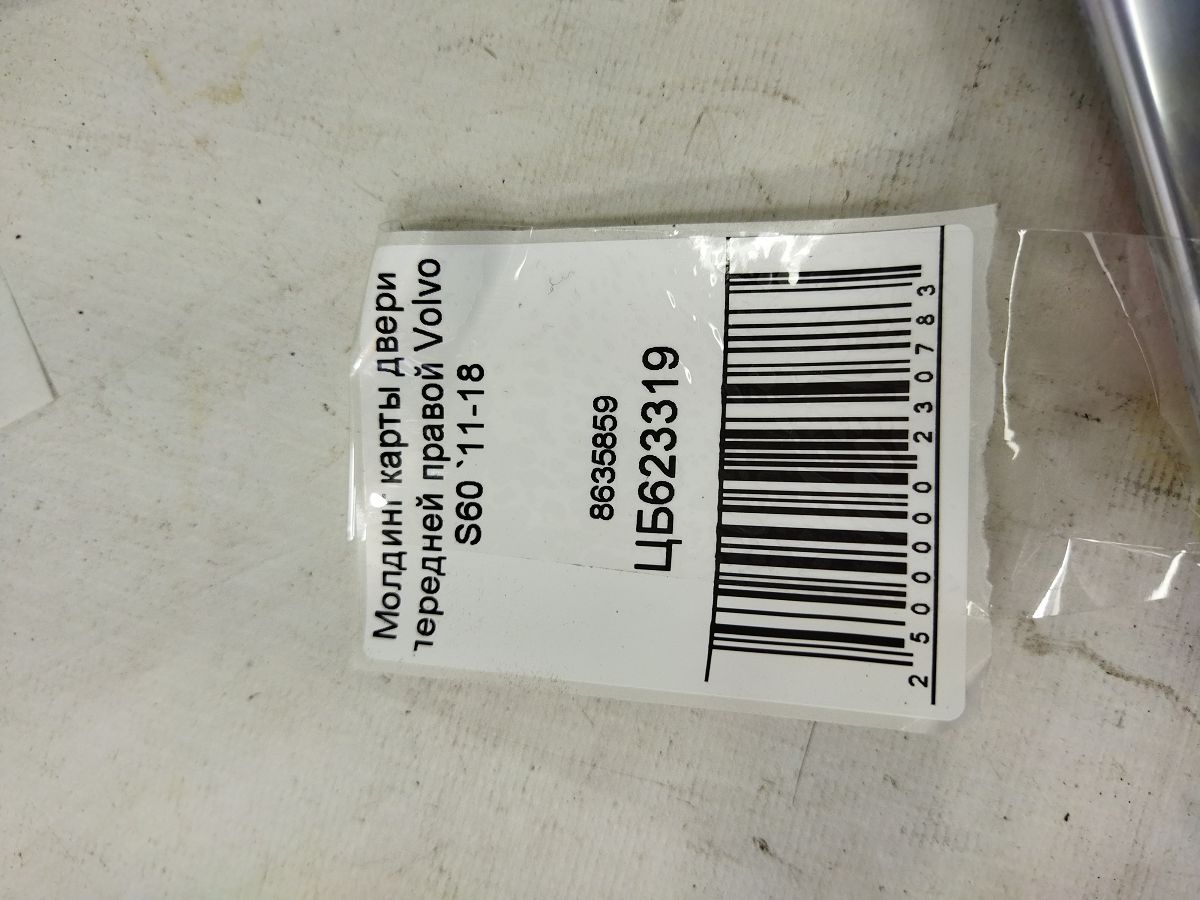 Молдинг карты двери
передней правой Volvo
S60 `11-18
8635859
ЦБ623319
2500000230783